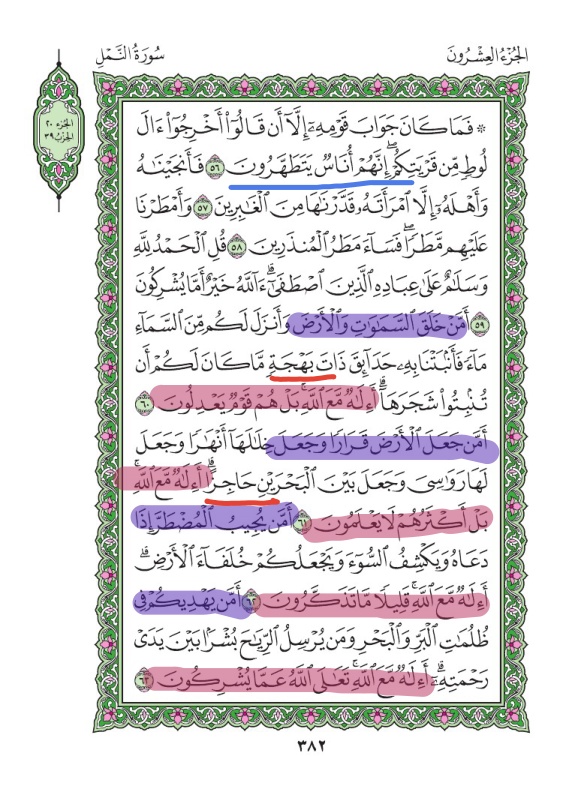 الجُزْءُ العِشْرُونَ
سُورَةُ النَّمْلِ
الجزء ٢٠
الحزب ٣٩
۞ فَمَا كَانَ جَوَابَ قَوْمِهِۦٓ إِلَّآ أَن قَالُوٓا۟ أَخْرِجُوٓا۟ ءَالَ
لُوطٍ مِّن قَرْيَتِكُمْ ۖ إِنَّهُمْ أُنَاسٌ يَتَطَهَّرُونَ ٥٦ فَأَنجَيْنَٰهُ
وَأَهْلَهُۥٓ إِلَّا ٱمْرَأَتَهُۥ قَدَّرْنَٰهَا مِنَ ٱلْغَٰبِرِينَ ٥٧ وَأَمْطَرْنَا
عَلَيْهِم مَّطَرًا ۖ فَسَآءَ مَطَرُ ٱلْمُنذَرِينَ ٥٨ قُلِ ٱلْحَمْدُ لِلَّهِ
وَسَلَٰمٌ عَلَىٰ عِبَادِهِ ٱلَّذِينَ ٱصْطَفَىٰٓ ۗ ءَآللَّهُ خَيْرٌ أَمَّا يُشْرِكُونَ
٥٩ أَمَّنْ خَلَقَ ٱلسَّمَٰوَٰتِ وَٱلْأَرْضَ وَأَنزَلَ لَكُم مِّنَ ٱلسَّمَآءِ
مَآءً فَأَنۢبَتْنَا بِهِۦ حَدَآئِقَ ذَاتَ بَهْجَةٍ مَّا كَانَ لَكُمْ أَن
تُنۢبِتُوا۟ شَجَرَهَآ ۗ أَءِلَٰهٌ مَّعَ ٱللَّهِ ۚ بَلْ هُمْ قَوْمٌ يَعْدِلُونَ ٦٠
أَمَّن جَعَلَ ٱلْأَرْضَ قَرَارًا وَجَعَلَ خِلَٰلَهَآ أَنْهَٰرًا وَجَعَلَ
لَهَا رَوَٰسِىَ وَجَعَلَ بَيْنَ ٱلْبَحْرَيْنِ حَاجِزًا ۗ أَءِلَٰهٌ مَّعَ ٱللَّهِ ۚ
بَلْ أَكْثَرُهُمْ لَا يَعْلَمُونَ ٦١ أَمَّن يُجِيبُ ٱلْمُضْطَرَّ إِذَا
دَعَاهُ وَيَكْشِفُ ٱلسُّوٓءَ وَيَجْعَلُكُمْ خُلَفَآءَ ٱلْأَرْضِ ۗ
أَءِلَٰهٌ مَّعَ ٱللَّهِ ۚ قَلِيلًا مَّا تَذَكَّرُونَ ٦٢ أَمَّن يَهْدِيكُمْ فِى
ظُلُمَٰتِ ٱلْبَرِّ وَٱلْبَحْرِ وَمَن يُرْسِلُ ٱلرِّيَٰحَ بُشْرًۢا بَيْنَ يَدَىْ
رَحْمَتِهِۦٓ ۗ أَءِلَٰهٌ مَّعَ ٱللَّهِ ۚ تَعَٰلَى ٱللَّهُ عَمَّا يُشْرِكُونَ ٦٣
٣٨٢